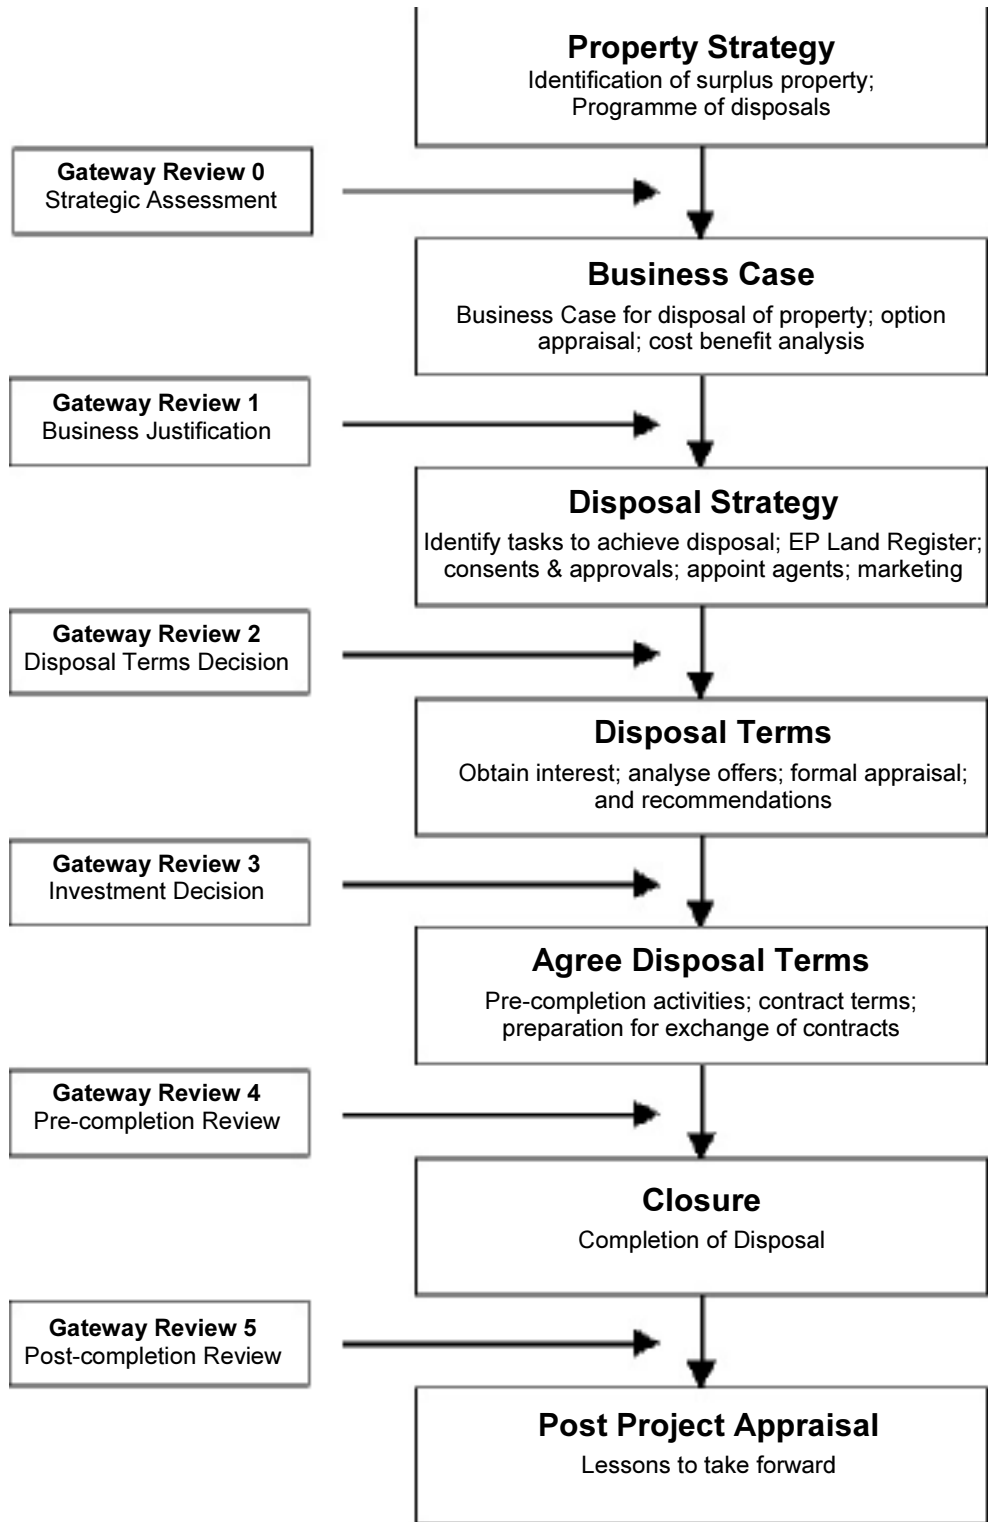 Property Strategy
Identification of surplus property;
Programme of disposals
Gateway Review 0
Strategic Assessment
Business Case
Business Case for disposal of property; option
appraisal; cost benefit analysis
Gateway Review 1
Business Justification
Disposal Strategy
Identify tasks to achieve disposal; EP Land Register;
consents & approvals; appoint agents; marketing
Gateway Review 2
Disposal Terms Decision
Disposal Terms
Obtain interest; analyse offers; formal appraisal;
and recommendations
Gateway Review 3
Investment Decision
Agree Disposal Terms
Pre-completion activities; contract terms;
preparation for exchange of contracts
Gateway Review 4
Pre-completion Review
Closure
Completion of Disposal
Gateway Review 5
Post-completion Review
Post Project Appraisal
Lessons to take forward